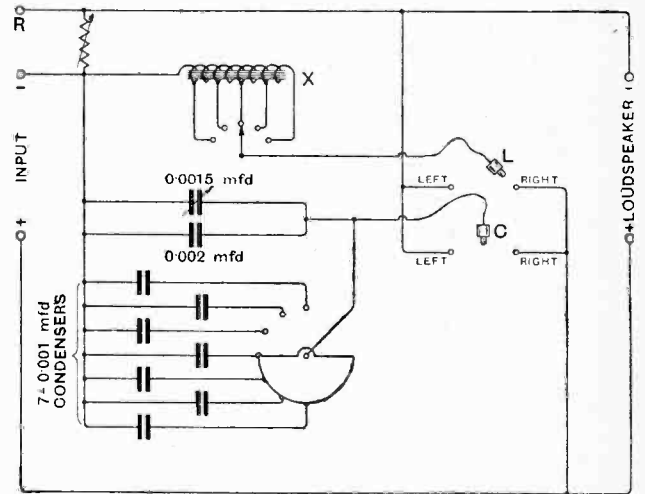 R
X
INPUT
+
LOUDSPEAKER
+
L
LEFT RIGHT
0·0015 mfd
C
0·002 mfd
LEFT RIGHT
7-0·001 mfd
CONDENSERS